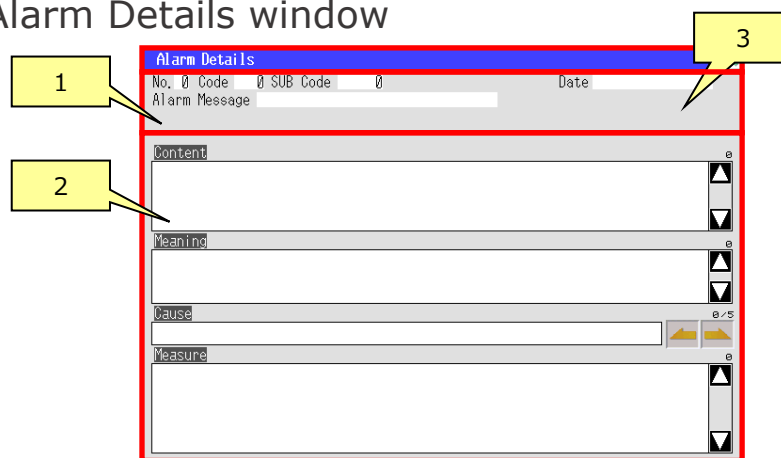 Alarm Details window
3
Alarm Details
1
No. 0 Code 0 SUB Code 0 Date
Alarm Message
Content 0
2
Meaning 0
Cause 0/5
Measure 0